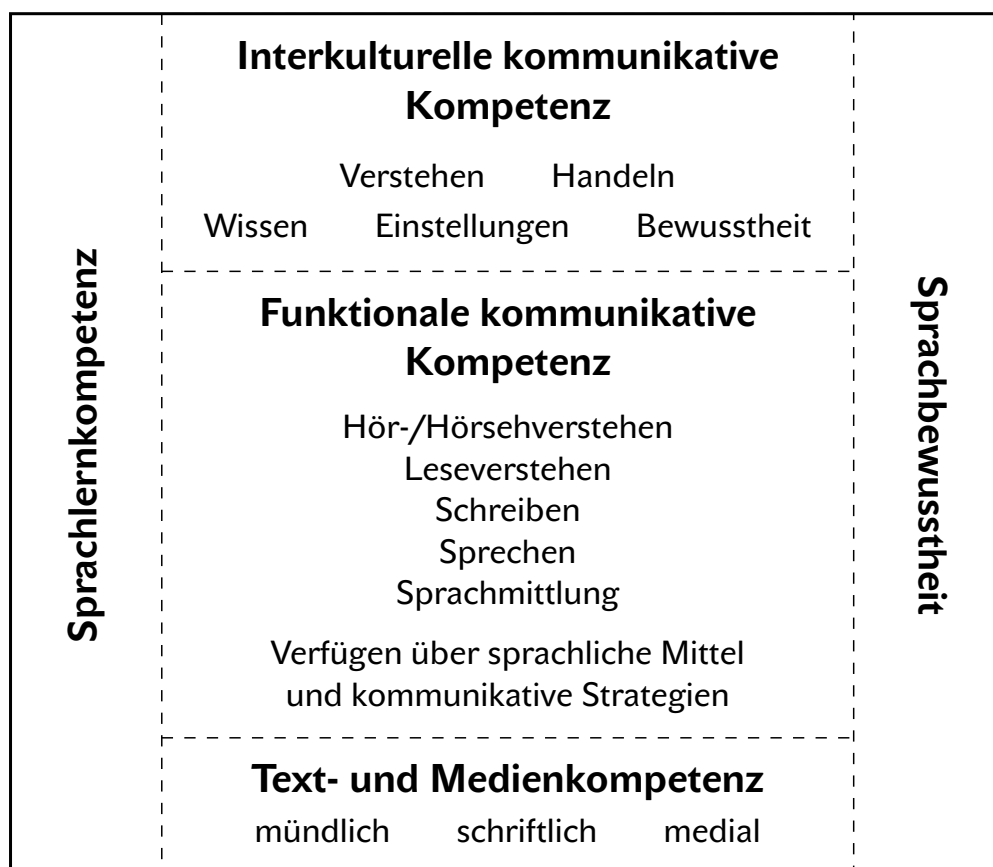 Sprachlernkompetenz
Interkulturelle kommunikative
Kompetenz
Verstehen Handeln
Wissen Einstellungen Bewusstheit
Funktionale kommunikative
Kompetenz
Hör-/Hörsehverstehen
Leseverstehen
Schreiben
Sprechen
Sprachmittlung
Verfügen über sprachliche Mittel
und kommunikative Strategien
Text- und Medienkompetenz
mündlich schriftlich medial
Sprachbewusstheit